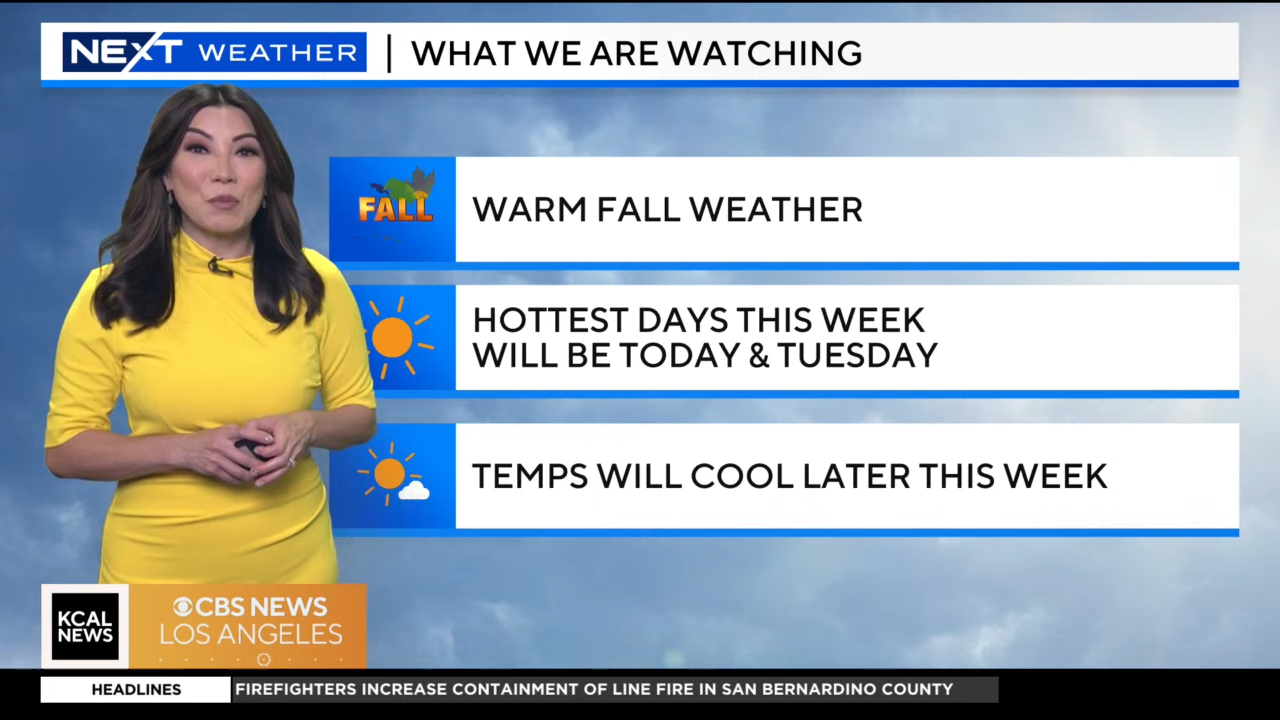 NEXT WEATHER | WHAT WE ARE WATCHING
FALL
WARM FALL WEATHER
HOTTEST DAYS THIS WEEK
WILL BE TODAY & TUESDAY
TEMPS WILL COOL LATER THIS WEEK
KCAL
NEWS
CBS NEWS
LOS ANGELES
HEADLINES
FIREFIGHTERS INCREASE CONTAINMENT OF LINE FIRE IN SAN BERNARDINO COUNTY